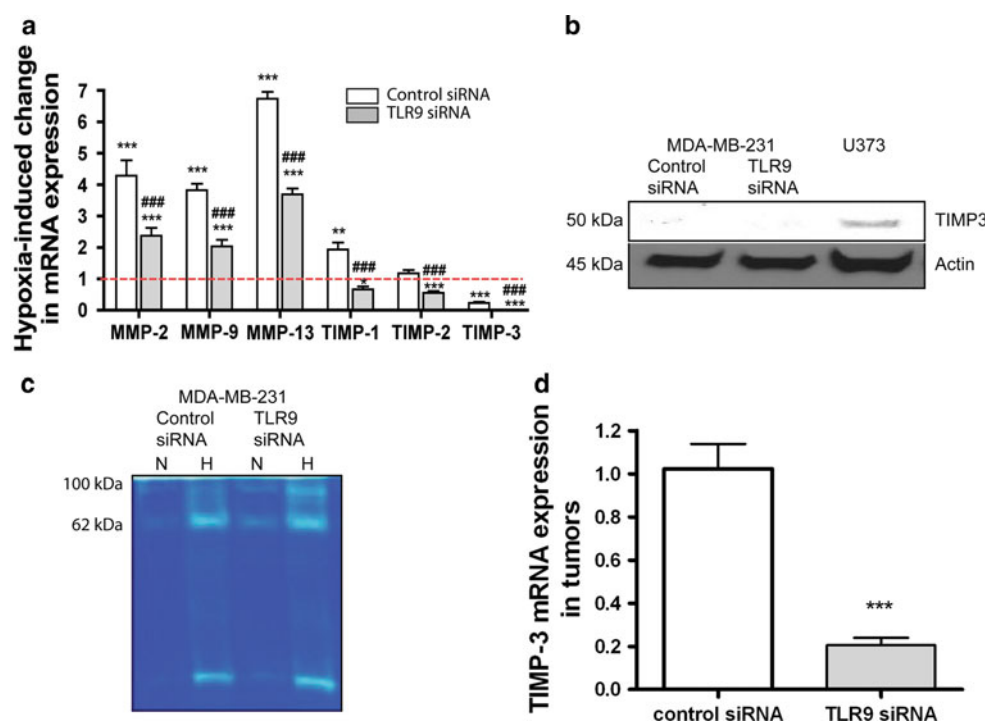 a
Hypoxia-induced change
in mRNA expression
7
6
5
4
3
2
1
0
Control siRNA
TLR9 siRNA
***
###
***
***
###
***
***
###
***
**
###
*
###
***
***
###
***
MMP-2 MMP-9 MMP-13 TIMP-1 TIMP-2 TIMP-3
b
MDA-MB-231 U373
Control TLR9
siRNA siRNA
50 kDa TIMP3
45 kDa Actin
c
MDA-MB-231
Control TLR9
siRNA siRNA
N H N H
100 kDa
62 kDa
d
TIMP-3 mRNA expression
in tumors
1.2
1.0
0.8
0.6
0.4
0.2
0.0
***
control siRNA TLR9 siRNA